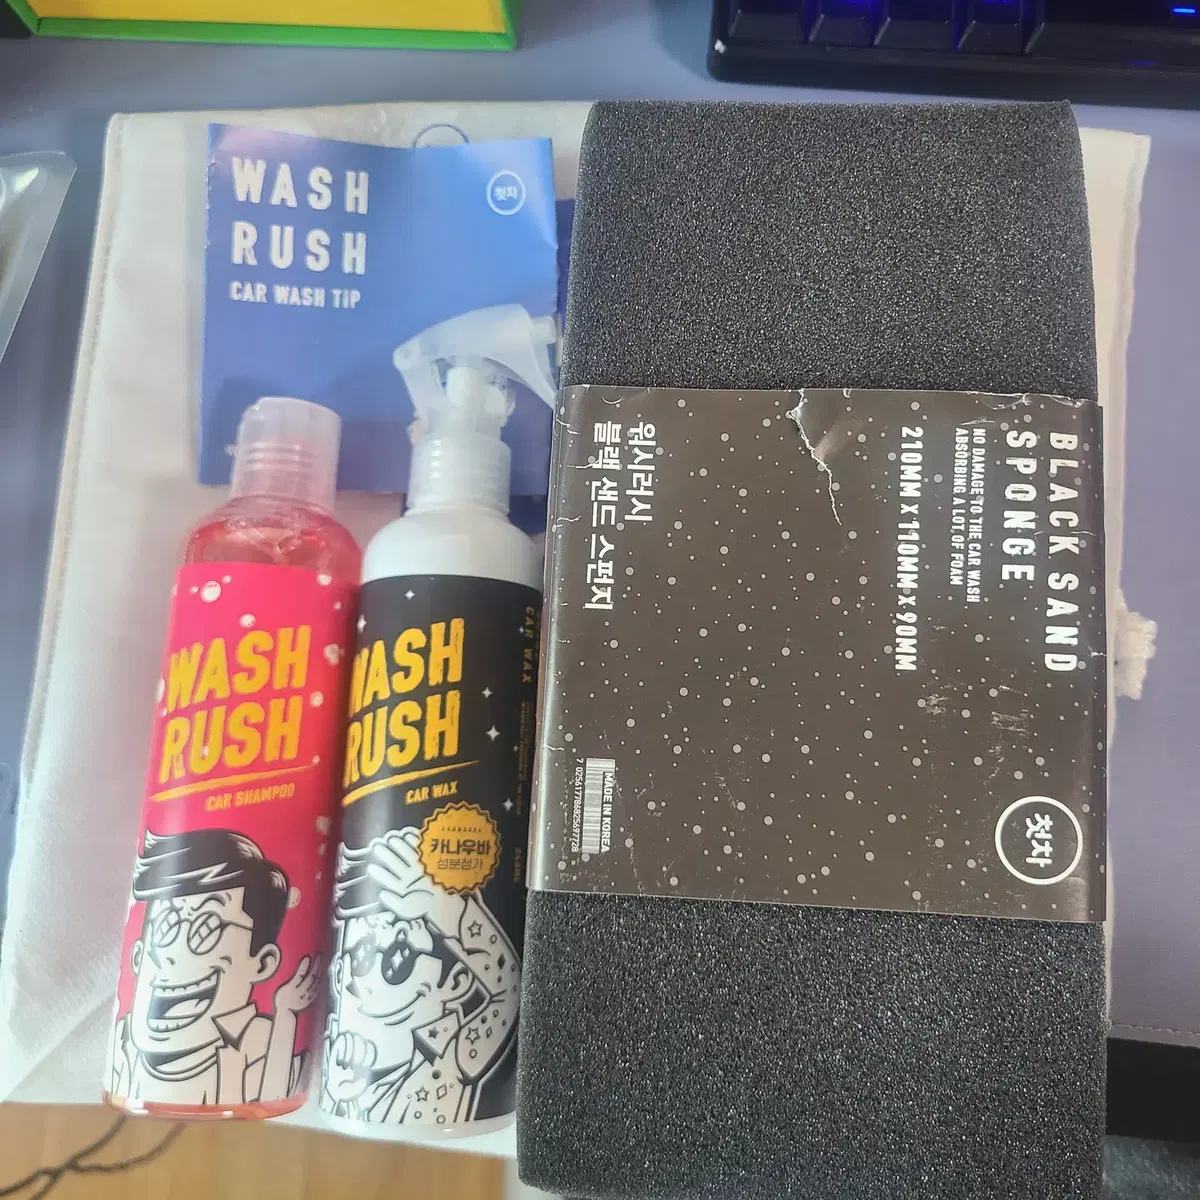 WASH
RUSH
CAR WASH TIP
첫차
WASH
RUSH
CAR SHAMPOO
WASH
RUSH
CAR WAX
카나우바
성분첨가
CAR WAX
BLACK SAND
SPONGE
NO DAMAGE TO THE CAR WASH
ABSORBING A LOT OF FOAM
210MM X 110MM X 90MM
워시러시
블랙 샌드 스펀지
MADE IN KOREA
첫차